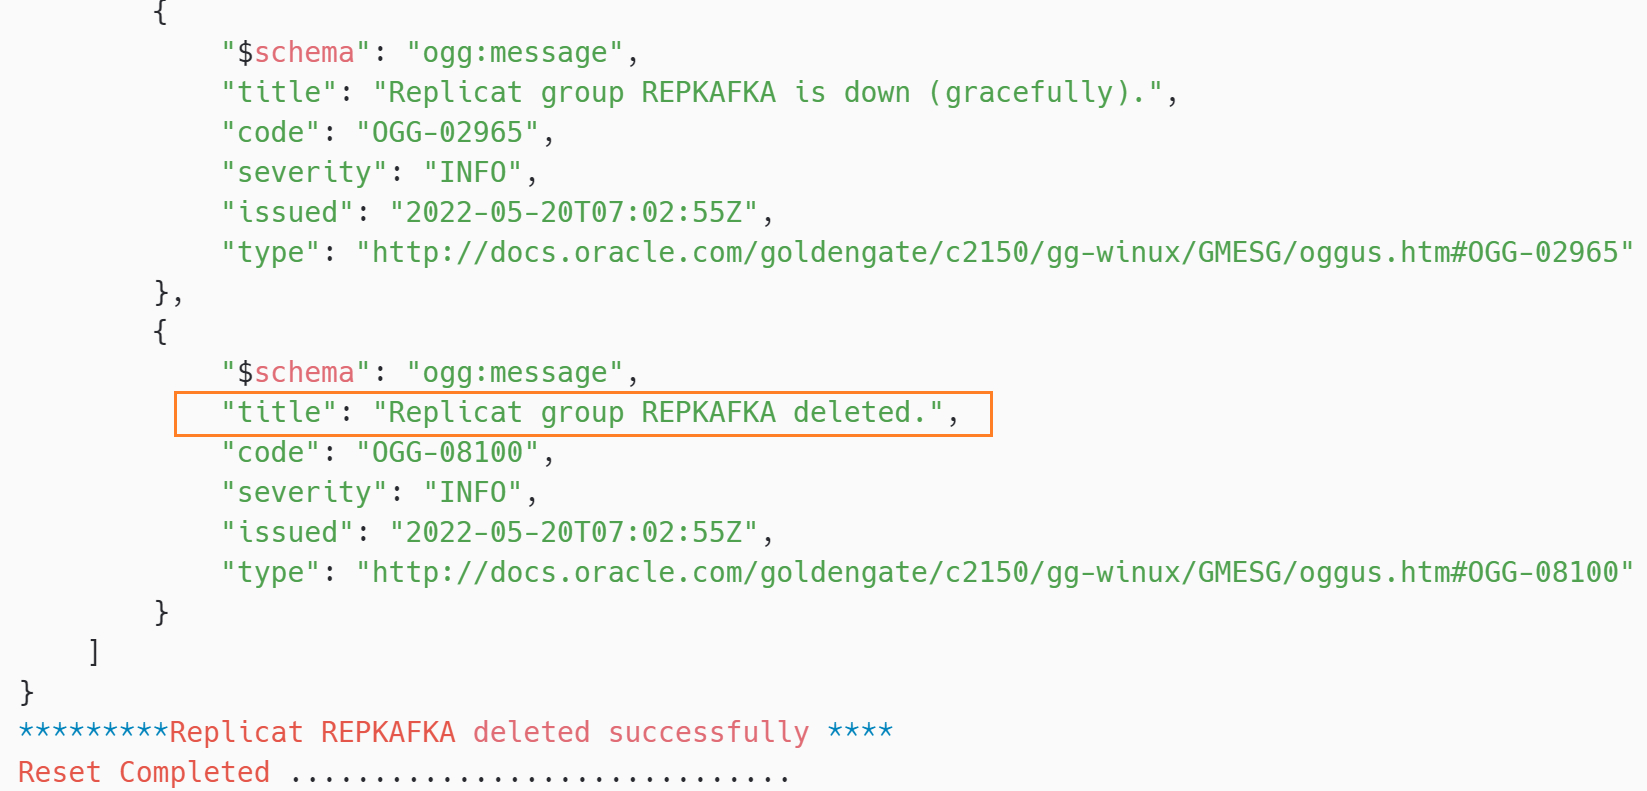 {
"$schema": "ogg:message",
"title": "Replicat group REPKAFKA is down (gracefully).",
"code": "OGG-02965",
"severity": "INFO",
"issued": "2022-05-20T07:02:55Z",
"type": "http://docs.oracle.com/goldengate/c2150/gg-winux/GMESG/oggus.htm#OGG-02965"
},
{
"$schema": "ogg:message",
"title": "Replicat group REPKAFKA deleted.",
"code": "OGG-08100",
"severity": "INFO",
"issued": "2022-05-20T07:02:55Z",
"type": "http://docs.oracle.com/goldengate/c2150/gg-winux/GMESG/oggus.htm#OGG-08100"
}
]
}
*********Replicat REPKAFKA deleted successfully ****
Reset Completed ..............................